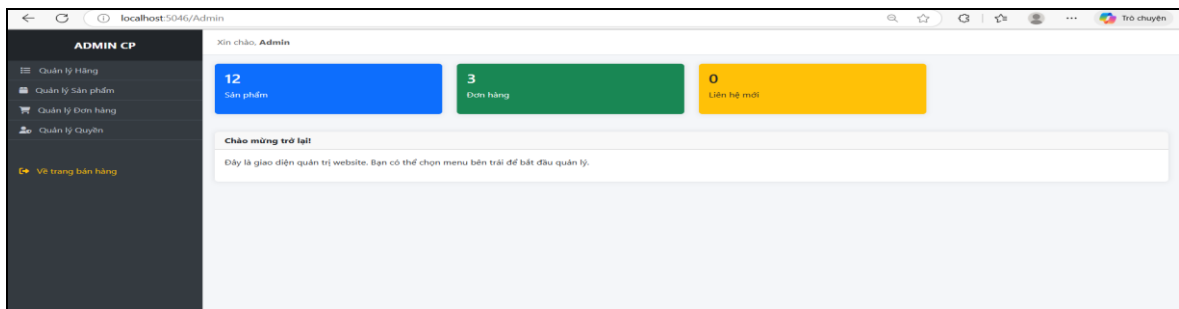 localhost:5046/Admin
Trò chuyện
ADMIN CP
Xin chào, Admin
Quản lý Hãng
Quản lý Sản phẩm
Quản lý Đơn hàng
Quản lý Quyền
Về trang bán hàng
12
Sản phẩm
3
Đơn hàng
0
Liên hệ mới
Chào mừng trở lại!
Đây là giao diện quản trị website. Bạn có thể chọn menu bên trái để bắt đầu quản lý.